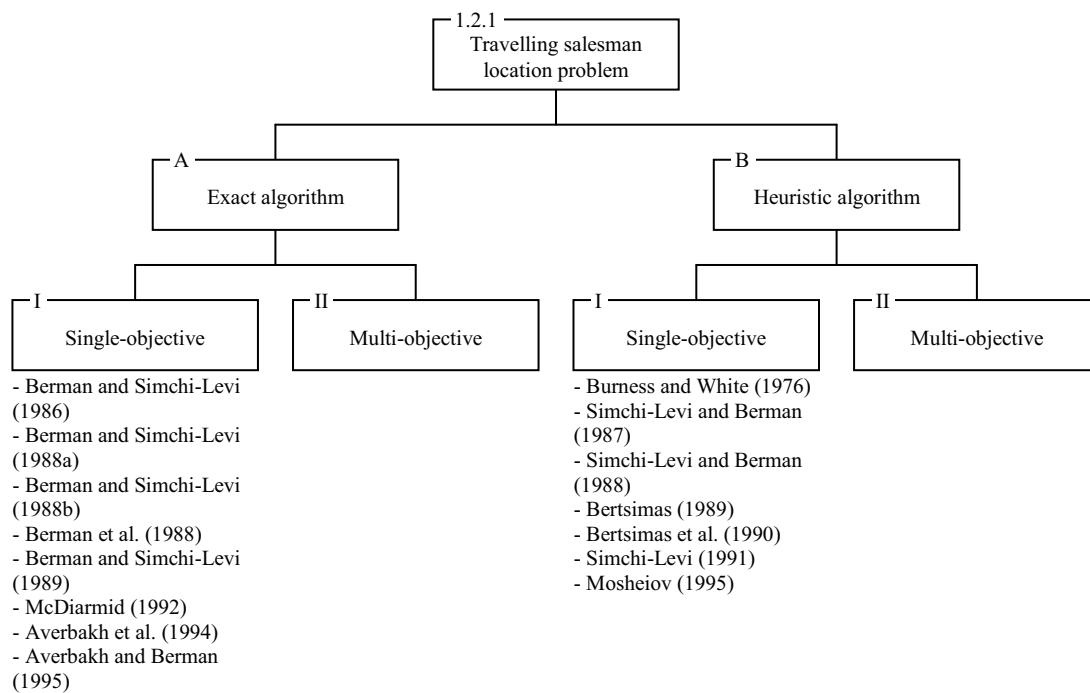 1.2.1
Travelling salesman
location problem
A
Exact algorithm
B
Heuristic algorithm
I
Single-objective
II
Multi-objective
I
Single-objective
II
Multi-objective
- Berman and Simchi-Levi
(1986)
- Berman and Simchi-Levi
(1988a)
- Berman and Simchi-Levi
(1988b)
- Berman et al. (1988)
- Berman and Simchi-Levi
(1989)
- McDiarmid (1992)
- Averbakh et al. (1994)
- Averbakh and Berman
(1995)
- Burness and White (1976)
- Simchi-Levi and Berman
(1987)
- Simchi-Levi and Berman
(1988)
- Bertsimas (1989)
- Bertsimas et al. (1990)
- Simchi-Levi (1991)
- Mosheiov (1995)